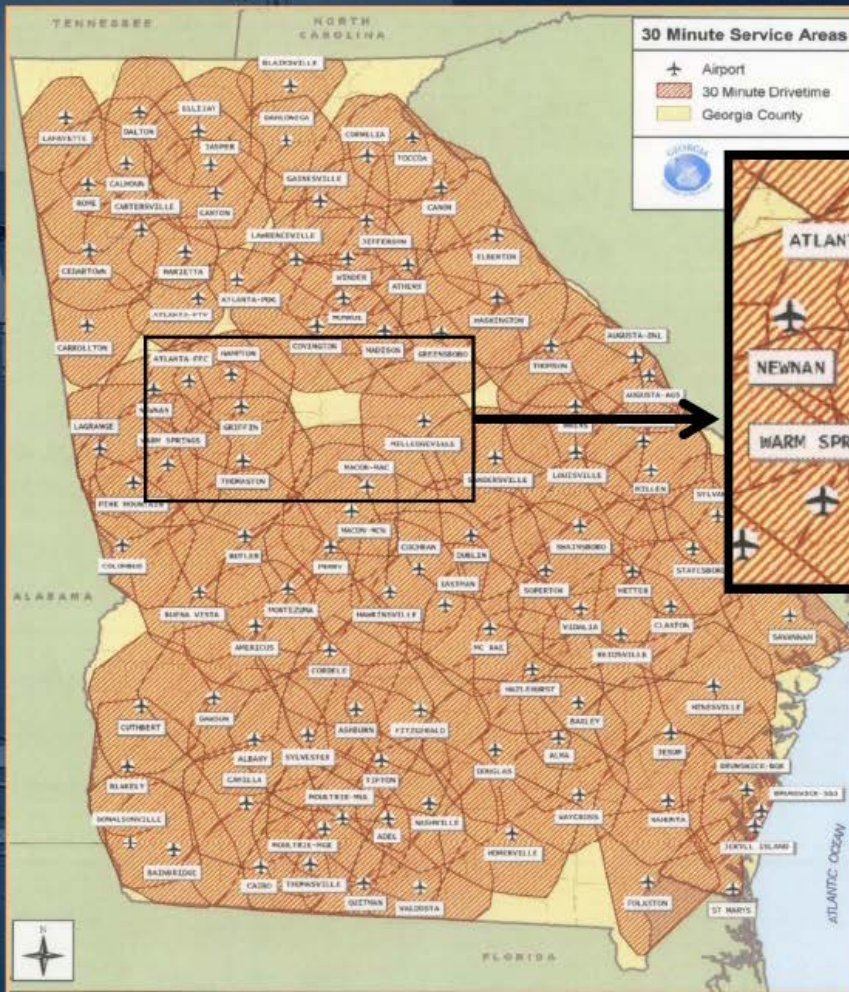 TENNESSEE
NORTH
CAROLINA
30 Minute Service Areas
Airport
30 Minute Drivetime
Georgia County
GEORGIA
BLAIRSVILLE
LAFAYETTE
DALTON
ELLIJAY
DAHLONEGA
JASPER
CORNELIA
TOCCOA
CALHOUN
GAINESVILLE
ROME
CARTERSVILLE
CANTON
CANON
LAWRENCEVILLE
JEFFERSON
ELBERTON
CEDARTOWN
MARIETTA
WINDER
ATHENS
ATLANTA-PDK
MONROE
WASHINGTON
CARROLLTON
COVINGTON
MADISON
GREENSBORO
AUGUSTA-DNL
ATLANTA-FFC
HAMPTON
THOMSON
AUGUSTA-AGS
NEWNAN
LAGRANGE
GRIFFIN
WARM SPRINGS
MILLEDGEVILLE
THOMASTON
MACON-MAC
SANDERSVILLE
LOUISVILLE
MILLEN
PINE MOUNTAIN
MACON-MCN
COLUMBUS
BUTLER
PERRY
COCHRAN
DUBLIN
SWAINSBORO
STATESBORO
EASTMAN
SOPERTON
METTER
ALABAMA
BUENA VISTA
MONTEZUMA
HAWKINSVILLE
VIDALIA
CLAXTON
SAVANNAH
AMERICUS
MC RAE
REIDSVILLE
CORDELE
HAZLEHURST
HINESVILLE
CUTHBERT
DAWSON
ASHBURN
FITZGERALD
BAXLEY
ALBANY
SYLVESTER
ALMA
JESUP
BLAKELY
CAMILLA
TIFTON
DOUGLAS
DONALSONVILLE
NASHVILLE
WAYCROSS
NAHUNTA
ADEL
JEKYLL ISLAND
BAINBRIDGE
HOMERVILLE
CAIRO
THOMASVILLE
QUITMAN
VALDOSTA
FOLKSTON
ST MARYS
ATLANTIC OCEAN
FLORIDA
N
ATLANT
NEWNAN
WARM SPR